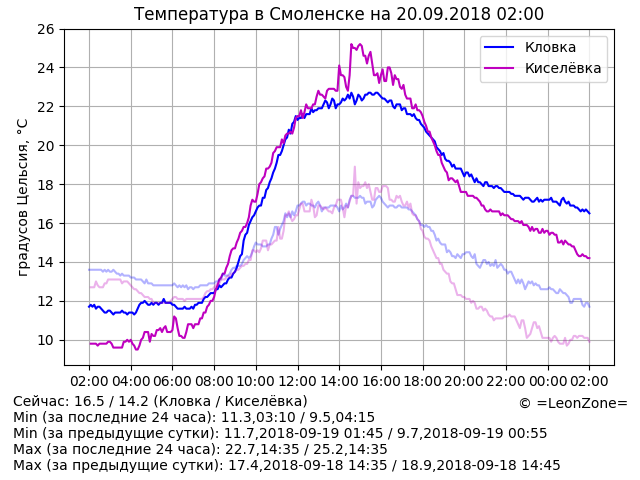 Температура в Смоленске на 20.09.2018 02:00
Кловка
Киселёвка
градусов Цельсия, °C
26
24
22
20
18
16
14
12
10
02:00 04:00 06:00 08:00 10:00 12:00 14:00 16:00 18:00 20:00 22:00 00:00 02:00
Сейчас: 16.5 / 14.2 (Кловка / Киселёвка)
© =LeonZone=
Min (за последние 24 часа): 11.3,03:10 / 9.5,04:15
Min (за предыдущие сутки): 11.7,2018-09-19 01:45 / 9.7,2018-09-19 00:55
Max (за последние 24 часа): 22.7,14:35 / 25.2,14:35
Max (за предыдущие сутки): 17.4,2018-09-18 14:35 / 18.9,2018-09-18 14:45